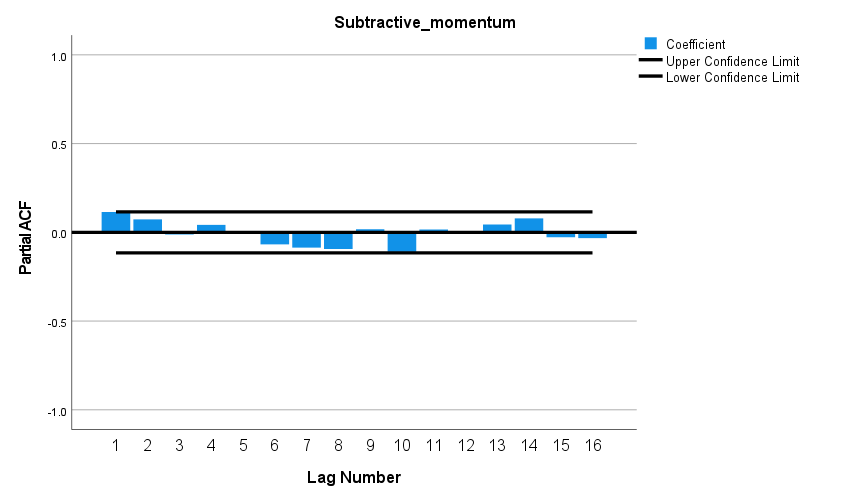 Subtractive_momentum
Coefficient
Upper Confidence Limit
Lower Confidence Limit
1.0
0.5
0.0
-0.5
-1.0
Partial ACF
1 2 3 4 5 6 7 8 9 10 11 12 13 14 15 16
Lag Number